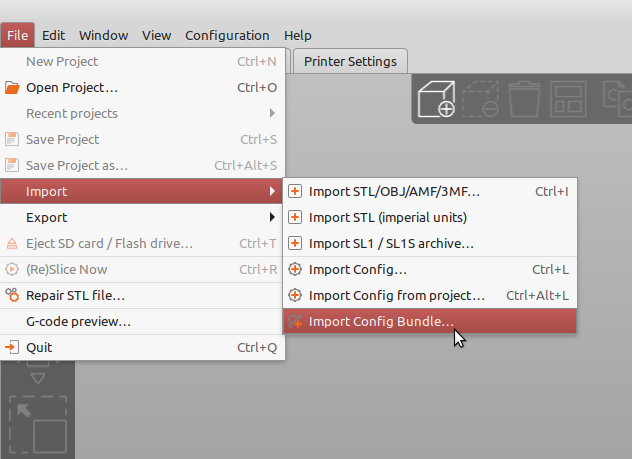 File Edit Window View Configuration Help
Printer Settings
New Project Ctrl+N
Open Project... Ctrl+O
Recent projects
Save Project Ctrl+S
Save Project as... Ctrl+Alt+S
Import
Export
Eject SD card / Flash drive... Ctrl+T
(Re)Slice Now Ctrl+R
Repair STL file...
G-code preview...
Quit Ctrl+Q
Import STL/OBJ/AMF/3MF... Ctrl+I
Import STL (imperial units)
Import SL1 / SL1S archive...
Import Config... Ctrl+L
Import Config from project... Ctrl+Alt+L
Import Config Bundle...